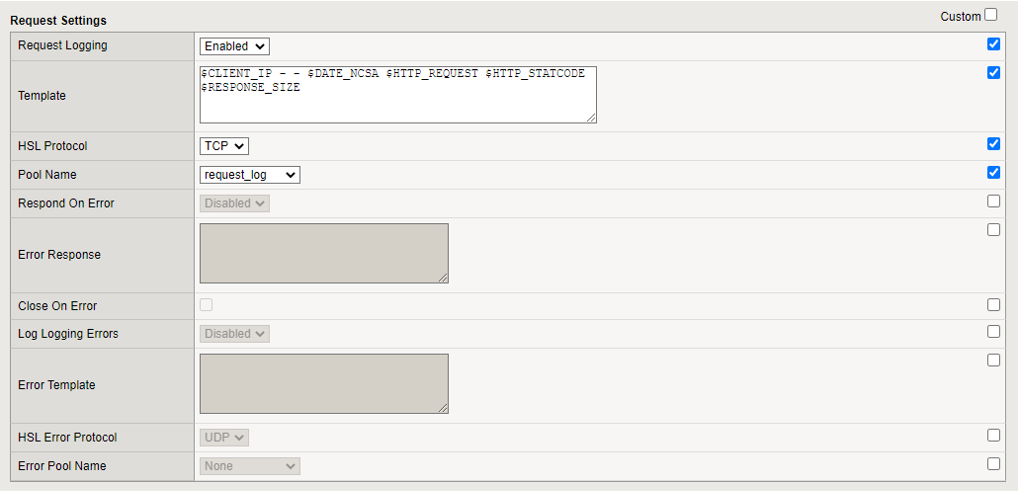 Request Settings
Custom
Request Logging
Enabled
Template
$CLIENT_IP - - $DATE_NCSA $HTTP_REQUEST $HTTP_STATCODE
$RESPONSE_SIZE
HSL Protocol
TCP
Pool Name
request_log
Respond On Error
Disabled
Error Response
Close On Error
Log Logging Errors
Disabled
Error Template
HSL Error Protocol
UDP
Error Pool Name
None